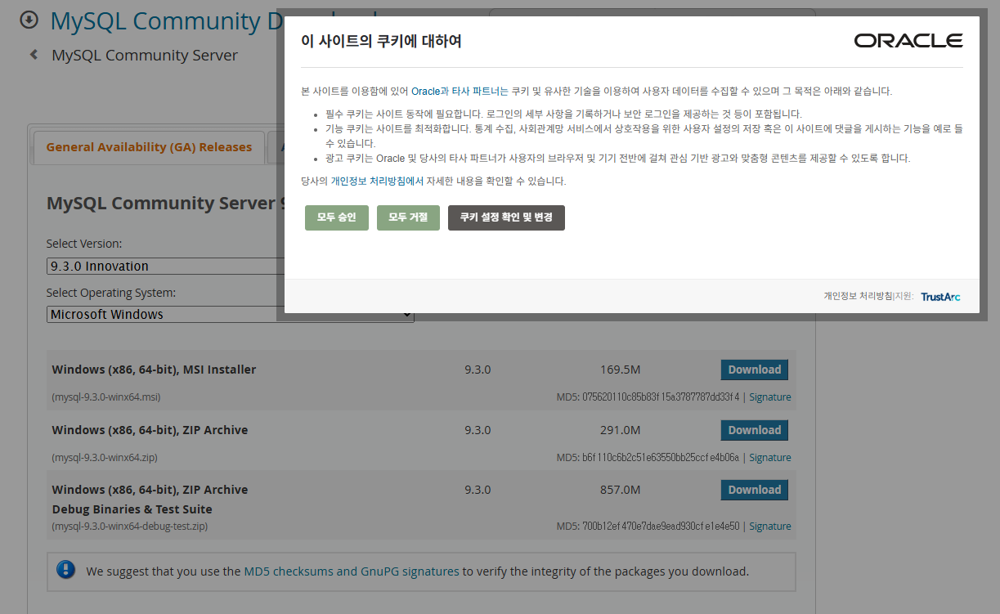 MySQL Community D
MySQL Community Server
이 사이트의 쿠키에 대하여
ORACLE
본 사이트를 이용함에 있어 Oracle과 타사 파트너는 쿠키 및 유사한 기술을 이용하여 사용자 데이터를 수집할 수 있으며 그 목적은 아래와 같습니다.
필수 쿠키는 사이트 동작에 필요합니다. 로그인의 세부 사항을 기록하거나 보안 로그인을 제공하는 것 등이 포함됩니다.
기능 쿠키는 사이트를 최적화합니다. 통계 수집, 사회관계망 서비스에서 상호작용을 위한 사용자 설정의 저장 혹은 이 사이트에 댓글을 게시하는 기능을 예로 들
수 있습니다.
광고 쿠키는 Oracle 및 당사의 타사 파트너가 사용자의 브라우저 및 기기 전반에 걸쳐 관심 기반 광고와 맞춤형 콘텐츠를 제공할 수 있도록 합니다.
당사의 개인정보 처리방침에서 자세한 내용을 확인할 수 있습니다.
모두 승인 모두 거절 쿠키 설정 확인 및 변경
개인정보 처리방침|지원: TrustArc
General Availability (GA) Releases
MySQL Community Server 9
Select Version:
9.3.0 Innovation
Select Operating System:
Microsoft Windows
Windows (x86, 64-bit), MSI Installer 9.3.0 169.5M Download
(mysql-9.3.0-winx64.msi) MD5: 075620110c85b83f15a3787787dd33f4 | Signature
Windows (x86, 64-bit), ZIP Archive 9.3.0 291.0M Download
(mysql-9.3.0-winx64.zip) MD5: b6f110c6b2c51e63550bb25ccfe4b06a | Signature
Windows (x86, 64-bit), ZIP Archive 9.3.0 857.0M Download
Debug Binaries & Test Suite
(mysql-9.3.0-winx64-debug-test.zip) MD5: 700b12ef470e7dae9ead930cfe1e4e50 | Signature
We suggest that you use the MD5 checksums and GnuPG signatures to verify the integrity of the packages you download.